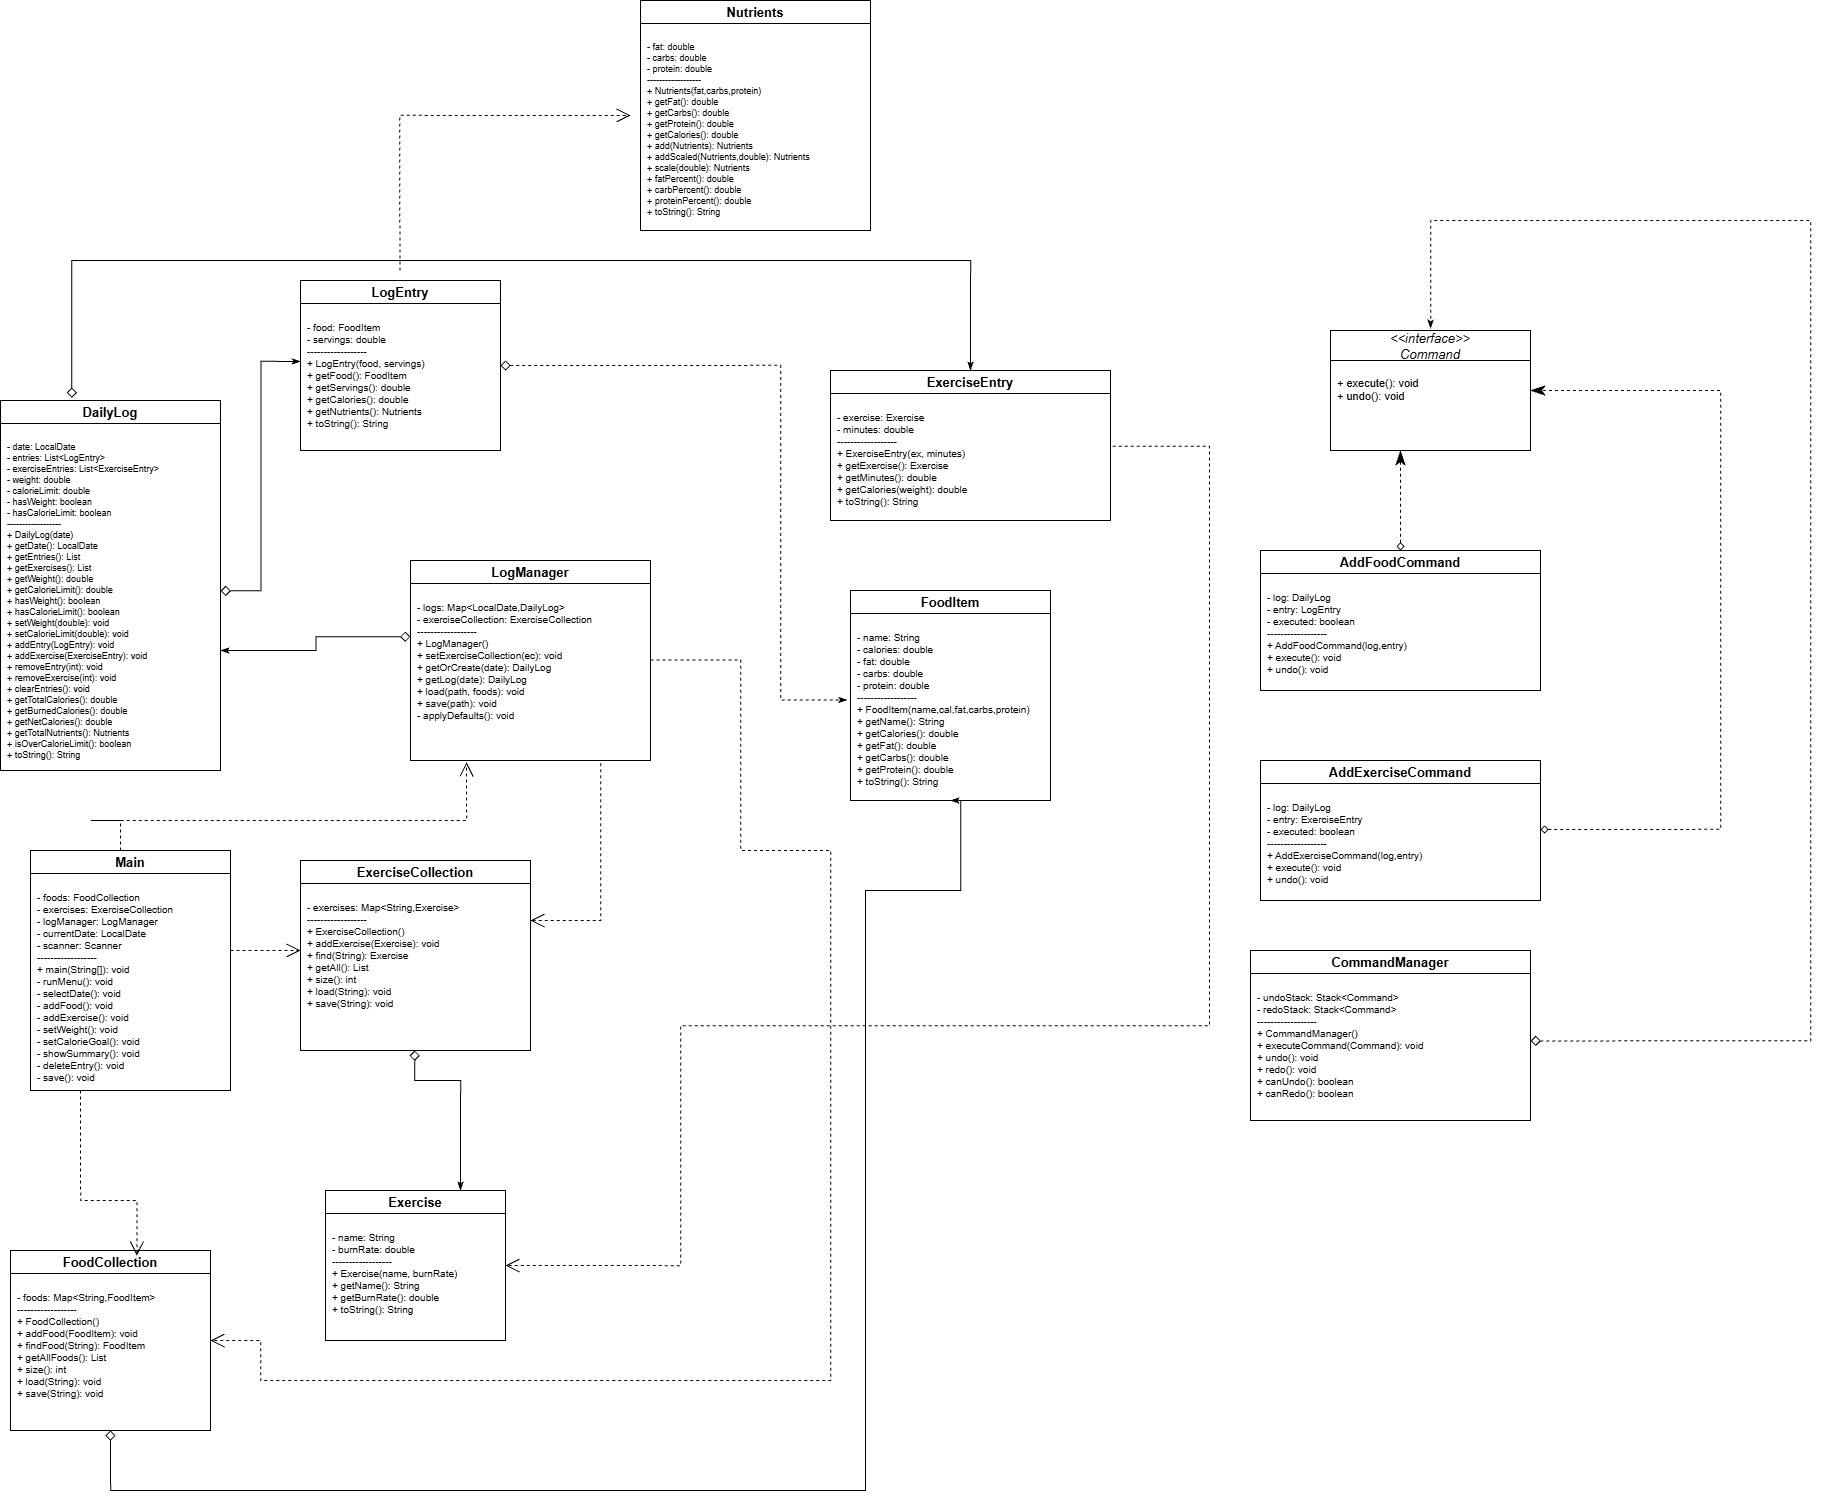 Nutrients
- fat: double
- carbs: double
- protein: double
------------------
+ Nutrients(fat,carbs,protein)
+ getFat(): double
+ getCarbs(): double
+ getProtein(): double
+ getCalories(): double
+ add(Nutrients): Nutrients
+ addScaled(Nutrients,double): Nutrients
+ scale(double): Nutrients
+ fatPercent(): double
+ carbPercent(): double
+ proteinPercent(): double
+ toString(): String
LogEntry
- food: FoodItem
- servings: double
------------------
+ LogEntry(food, servings)
+ getFood(): FoodItem
+ getServings(): double
+ getCalories(): double
+ getNutrients(): Nutrients
+ toString(): String
<<interface>>
Command
+ execute(): void
+ undo(): void
ExerciseEntry
- exercise: Exercise
- minutes: double
------------------
+ ExerciseEntry(ex, minutes)
+ getExercise(): Exercise
+ getMinutes(): double
+ getCalories(weight): double
+ toString(): String
DailyLog
- date: LocalDate
- entries: List<LogEntry>
- exerciseEntries: List<ExerciseEntry>
- weight: double
- calorieLimit: double
- hasWeight: boolean
- hasCalorieLimit: boolean
------------------
+ DailyLog(date)
+ getDate(): LocalDate
+ getEntries(): List
+ getExercises(): List
+ getWeight(): double
+ getCalorieLimit(): double
+ hasWeight(): boolean
+ hasCalorieLimit(): boolean
+ setWeight(double): void
+ setCalorieLimit(double): void
+ addEntry(LogEntry): void
+ addExercise(ExerciseEntry): void
+ removeEntry(int): void
+ removeExercise(int): void
+ clearEntries(): void
+ getTotalCalories(): double
+ getBurnedCalories(): double
+ getNetCalories(): double
+ getTotalNutrients(): Nutrients
+ isOverCalorieLimit(): boolean
+ toString(): String
LogManager
- logs: Map<LocalDate,DailyLog>
- exerciseCollection: ExerciseCollection
------------------
+ LogManager()
+ setExerciseCollection(ec): void
+ getOrCreate(date): DailyLog
+ getLog(date): DailyLog
+ load(path, foods): void
+ save(path): void
- applyDefaults(): void
FoodItem
- name: String
- calories: double
- fat: double
- carbs: double
- protein: double
------------------
+ FoodItem(name,cal,fat,carbs,protein)
+ getName(): String
+ getCalories(): double
+ getFat(): double
+ getCarbs(): double
+ getProtein(): double
+ toString(): String
AddFoodCommand
- log: DailyLog
- entry: LogEntry
- executed: boolean
------------------
+ AddFoodCommand(log,entry)
+ execute(): void
+ undo(): void
AddExerciseCommand
- log: DailyLog
- entry: ExerciseEntry
- executed: boolean
------------------
+ AddExerciseCommand(log,entry)
+ execute(): void
+ undo(): void
Main
- foods: FoodCollection
- exercises: ExerciseCollection
- logManager: LogManager
- currentDate: LocalDate
- scanner: Scanner
------------------
+ main(String[]): void
- runMenu(): void
- selectDate(): void
- addFood(): void
- addExercise(): void
- setWeight(): void
- setCalorieGoal(): void
- showSummary(): void
- deleteEntry(): void
- save(): void
ExerciseCollection
- exercises: Map<String,Exercise>
------------------
+ ExerciseCollection()
+ addExercise(Exercise): void
+ find(String): Exercise
+ getAll(): List
+ size(): int
+ load(String): void
+ save(String): void
CommandManager
- undoStack: Stack<Command>
- redoStack: Stack<Command>
------------------
+ CommandManager()
+ executeCommand(Command): void
+ undo(): void
+ redo(): void
+ canUndo(): boolean
+ canRedo(): boolean
Exercise
- name: String
- burnRate: double
------------------
+ Exercise(name, burnRate)
+ getName(): String
+ getBurnRate(): double
+ toString(): String
FoodCollection
- foods: Map<String,FoodItem>
------------------
+ FoodCollection()
+ addFood(FoodItem): void
+ findFood(String): FoodItem
+ getAllFoods(): List
+ size(): int
+ load(String): void
+ save(String): void